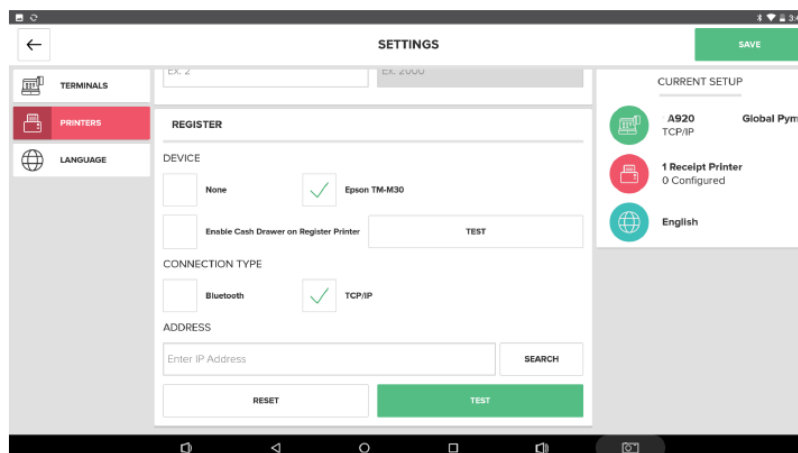 3:4
SETTINGS
SAVE
TERMINALS
PRINTERS
LANGUAGE
Ex. 2
Ex. 2000
REGISTER
DEVICE
None
Epson TM-M30
Enable Cash Drawer on Register Printer
TEST
CONNECTION TYPE
Bluetooth
TCP/IP
ADDRESS
Enter IP Address
SEARCH
RESET
TEST
CURRENT SETUP
A920 Global Pym
TCP/IP
1 Receipt Printer
0 Configured
English